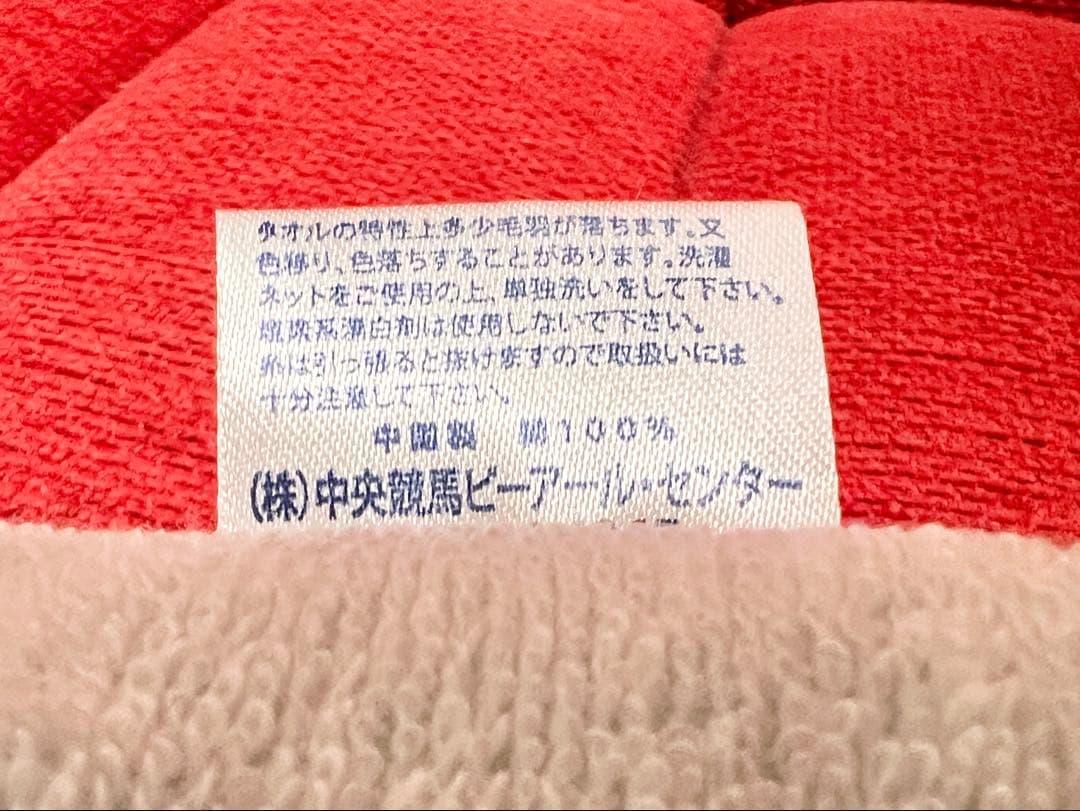 タオルの特性上多少毛羽が落ちます。又
色移り、色落ちすることがあります。洗濯
ネットをご使用の上、単独洗いをして下さい。
塩素系漂白剤は使用しないで下さい。
糸は引っ張ると抜けますので取扱いには
十分注意して下さい。
中国製 綿100%
(株)中央競馬ピーアール・センター